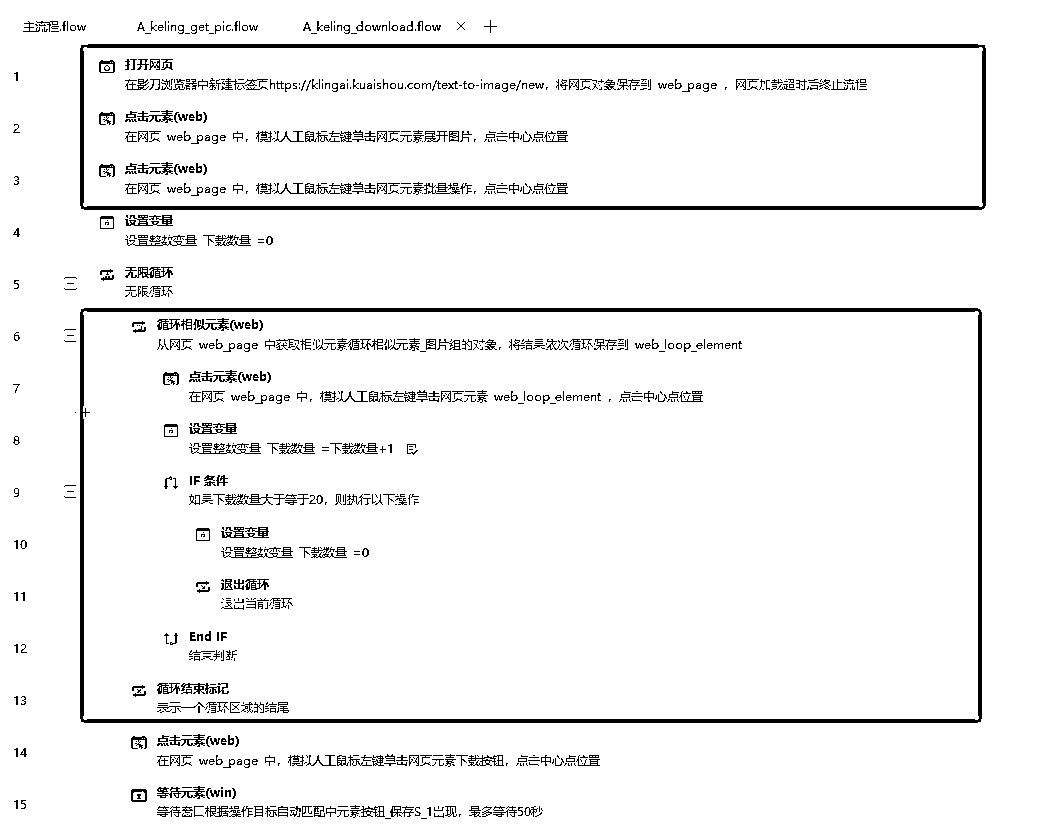 主流程.flow A_keling_get_pic.flow A_keling_download.flow × +
1 打开网页
在影刀浏览器中新建标签页https://klingai.kuaishou.com/text-to-image/new，将网页对象保存到 web_page ，网页加载超时后终止流程
2 点击元素(web)
在网页 web_page 中，模拟人工鼠标左键单击网页元素展开图片，点击中心点位置
3 点击元素(web)
在网页 web_page 中，模拟人工鼠标左键单击网页元素批量操作，点击中心点位置
4 设置变量
设置整数变量 下载数量 =0
5 无限循环
无限循环
6 循环相似元素(web)
从网页 web_page 中获取相似元素循环相似元素_图片组的对象，将结果依次循环保存到 web_loop_element
7 点击元素(web)
在网页 web_page 中，模拟人工鼠标左键单击网页元素 web_loop_element ，点击中心点位置
8 设置变量
设置整数变量 下载数量 =下载数量+1
9 IF 条件
如果下载数量大于等于20，则执行以下操作
10 设置变量
设置整数变量 下载数量 =0
11 退出循环
退出当前循环
12 End IF
结束判断
13 循环结束标记
表示一个循环区域的结尾
14 点击元素(web)
在网页 web_page 中，模拟人工鼠标左键单击网页元素下载按钮，点击中心点位置
15 等待元素(win)
等待窗口根据操作目标自动匹配中元素按钮_保存S_1出现，最多等待50秒